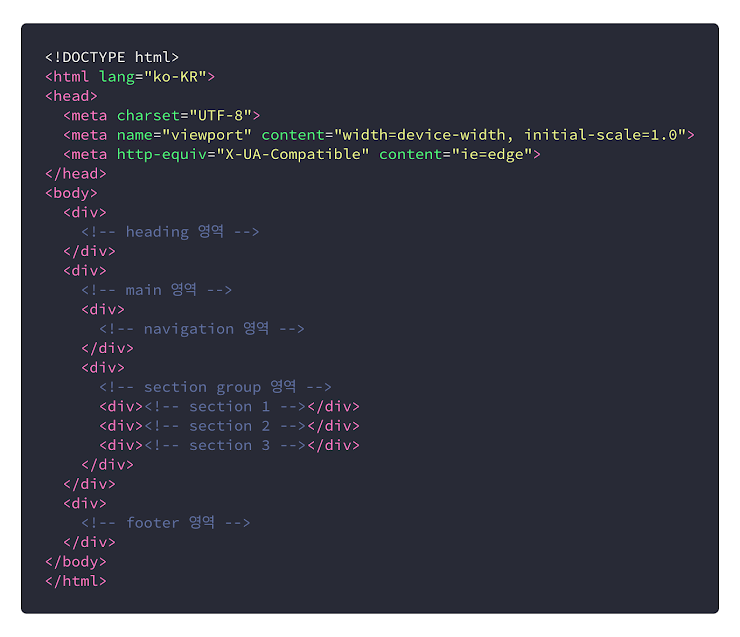 <!DOCTYPE html>
<html lang="ko-KR">
<head>
  <meta charset="UTF-8">
  <meta name="viewport" content="width=device-width, initial-scale=1.0">
  <meta http-equiv="X-UA-Compatible" content="ie=edge">
</head>
<body>
  <div>
    <!-- heading 영역 -->
  </div>
  <div>
    <!-- main 영역 -->
    <div>
      <!-- navigation 영역 -->
    </div>
    <div>
      <!-- section group 영역 -->
      <div><!-- section 1 --></div>
      <div><!-- section 2 --></div>
      <div><!-- section 3 --></div>
    </div>
  </div>
  <div>
    <!-- footer 영역 -->
  </div>
</body>
</html>